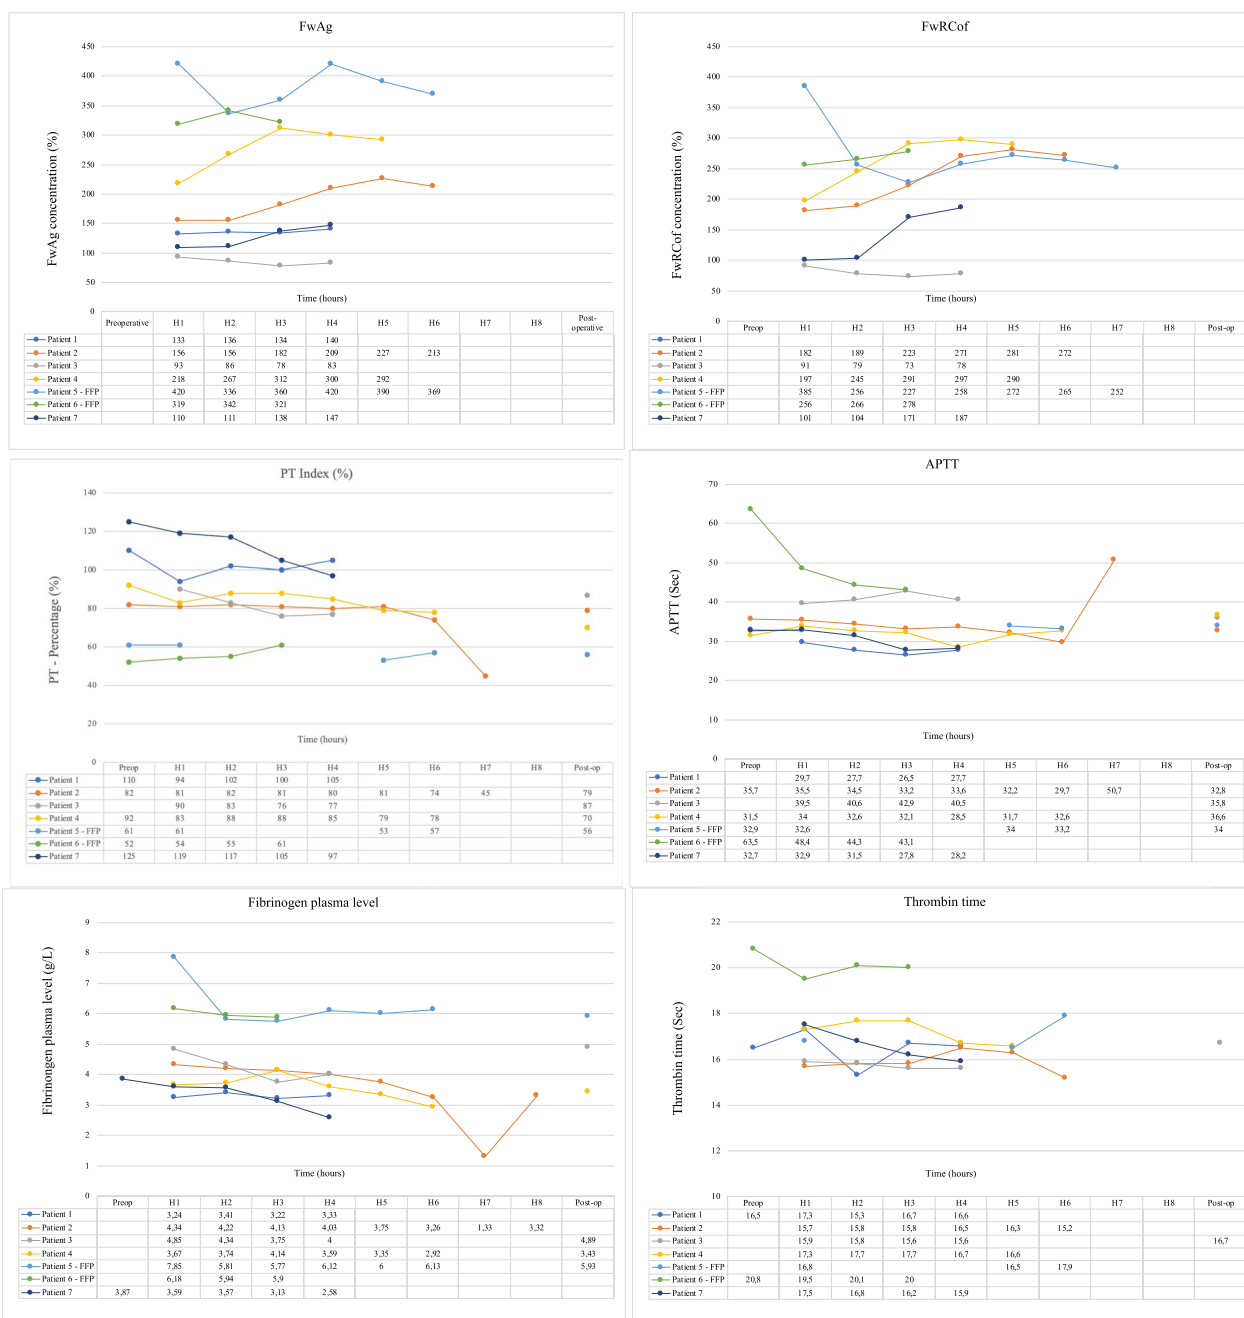 FwAg
450
400
350
300
250
200
150
100
50
0
FwAg concentration (%)
Time (hours)
Preoperative H1 H2 H3 H4 H5 H6 H7 H8 Post-operative
Patient 1 133 136 134 140
Patient 2 156 156 182 209 227 213
Patient 3 93 86 78 83
Patient 4 218 267 312 300 292
Patient 5 - FFP 420 336 360 420 390 369
Patient 6 - FFP 319 342 321
Patient 7 110 111 138 147
FwRCof
450
400
350
300
250
200
150
100
50
0
FwRCof concentration (%)
Time (hours)
Preop H1 H2 H3 H4 H5 H6 H7 H8 Post-op
Patient 1
Patient 2 182 189 223 271 281 272
Patient 3 91 79 73 78
Patient 4 197 245 291 297 290
Patient 5 - FFP 385 256 227 258 272 265 252
Patient 6 - FFP 256 266 278
Patient 7 101 104 171 187
PT Index (%)
140
120
100
80
60
40
20
0
PT - Percentage (%)
Time (hours)
Preop H1 H2 H3 H4 H5 H6 H7 H8 Post-op
Patient 1 110 94 102 100 105
Patient 2 82 81 82 81 80 81 74 45 79
Patient 3 90 83 76 77 87
Patient 4 92 83 88 88 85 79 78 70
Patient 5 - FFP 61 61 53 57 56
Patient 6 - FFP 52 54 55 61
Patient 7 125 119 117 105 97
APTT
70
60
50
40
30
20
10
0
APTT (Sec)
Time (hours)
Preop H1 H2 H3 H4 H5 H6 H7 H8 Post-op
Patient 1 29,7 27,7 26,5 27,7
Patient 2 35,7 35,5 34,5 33,2 33,6 32,2 29,7 50,7 32,8
Patient 3 39,5 40,6 42,9 40,5 35,8
Patient 4 31,5 34 32,6 32,1 28,5 31,7 32,6 36,6
Patient 5 - FFP 32,9 32,6 34 33,2 34
Patient 6 - FFP 63,5 48,4 44,3 43,1
Patient 7 32,7 32,9 31,5 27,8 28,2
Fibrinogen plasma level
9
8
7
6
5
4
3
2
1
0
Fibrinongen plasma level (g/L)
Time (hours)
Preop H1 H2 H3 H4 H5 H6 H7 H8 Post-op
Patient 1 3,24 3,41 3,22 3,33
Patient 2 4,34 4,22 4,13 4,03 3,75 3,26 1,33 3,32
Patient 3 4,85 4,34 3,75 4 4,89
Patient 4 3,67 3,74 4,14 3,59 3,35 2,92 3,43
Patient 5 - FFP 7,85 5,81 5,77 6,12 6 6,13 5,93
Patient 6 - FFP 6,18 5,94 5,9
Patient 7 3,87 3,59 3,57 3,13 2,58
Thrombin time
22
20
18
16
14
12
10
Thrombin time (Sec)
Time (hours)
Preop H1 H2 H3 H4 H5 H6 H7 H8 Post-op
Patient 1 16,5 17,3 15,3 16,7 16,6
Patient 2 15,7 15,8 15,8 16,5 16,3 15,2
Patient 3 15,9 15,8 15,6 15,6 16,7
Patient 4 17,3 17,7 17,7 16,7 16,6
Patient 5 - FFP 16,8 16,5 17,9
Patient 6 - FFP 20,8 19,5 20,1 20
Patient 7 17,5 16,8 16,2 15,9